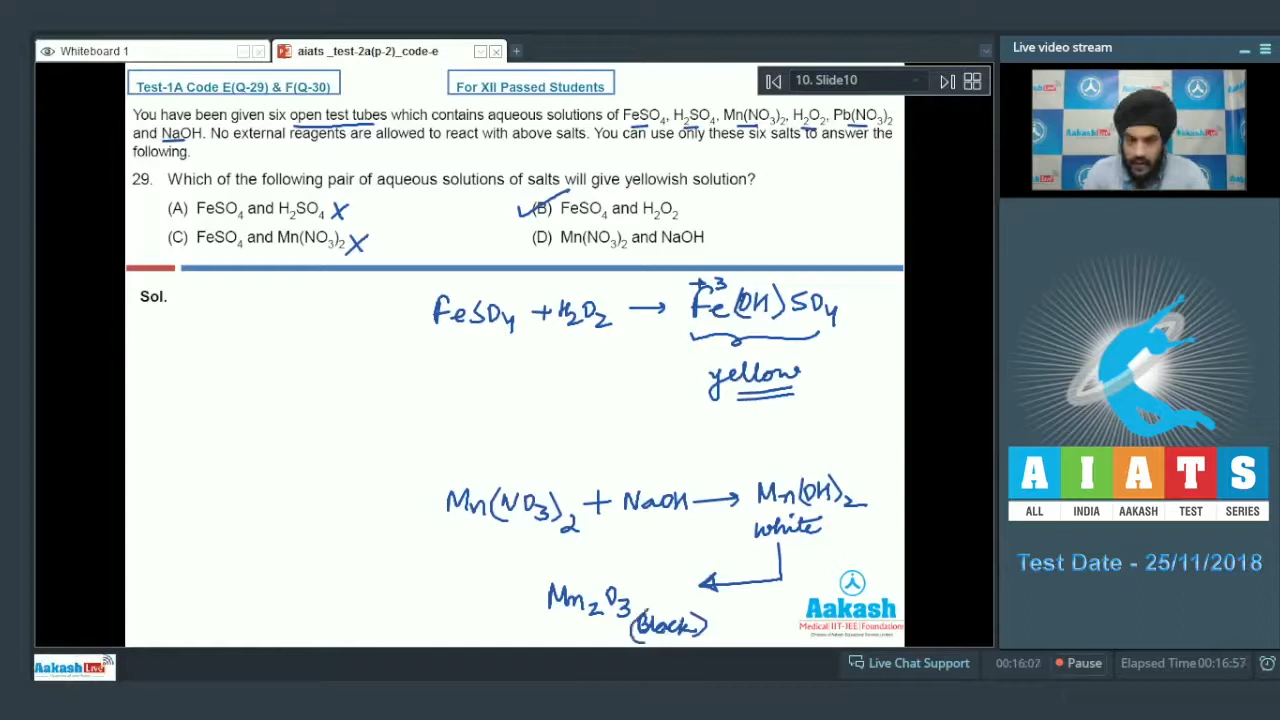 Whiteboard 1
aiats _test-2a(p-2)_code-e
Live video stream
Test-1A Code E(Q-29) & F(Q-30)
For XII Passed Students
10. Slide10
You have been given six open test tubes which contains aqueous solutions of FeSO₄, H₂SO₄, Mn(NO₃)₂, H₂O₂, Pb(NO₃)₂
and NaOH. No external reagents are allowed to react with above salts. You can use only these six salts to answer the
following.
29. Which of the following pair of aqueous solutions of salts will give yellowish solution?
(A) FeSO₄ and H₂SO₄ X
(B) FeSO₄ and H₂O₂
(C) FeSO₄ and Mn(NO₃)₂ X
(D) Mn(NO₃)₂ and NaOH
Sol.
+3
FeSO₄ + H₂O₂ → Fe(OH)SO₄
yellow
Mn(NO₃)₂ + NaOH → Mn(OH)₂
white
Mn₂O₃
(Black)
Aakash
Medical|IIT-JEE|Foundations
AIATS
ALL INDIA AAKASH TEST SERIES
Test Date - 25/11/2018
Aakash Live
Live Chat Support
00:16:07
Pause
Elapsed Time 00:16:57